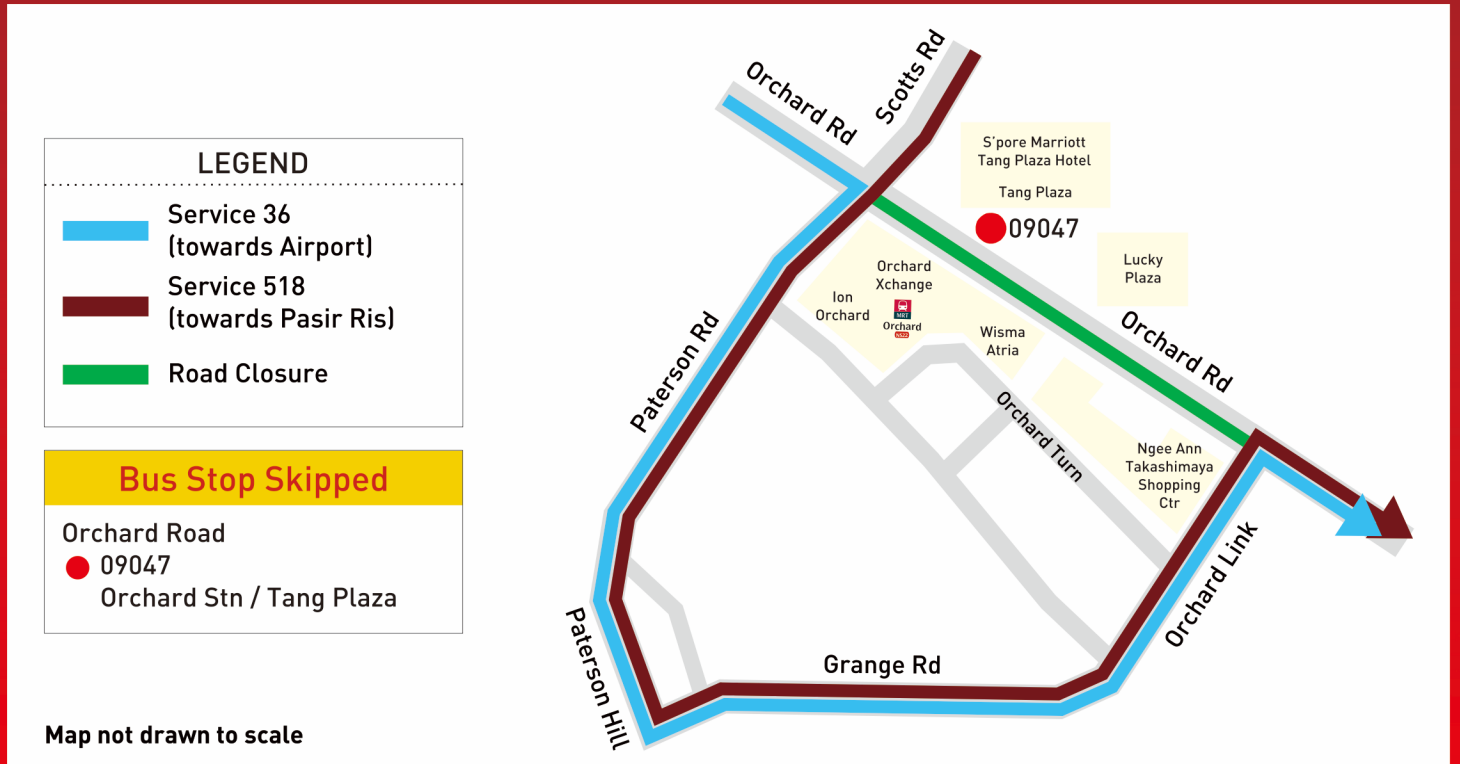 LEGEND
Service 36
(towards Airport)
Service 518
(towards Pasir Ris)
Road Closure
Bus Stop Skipped
Orchard Road
09047
Orchard Stn / Tang Plaza
Map not drawn to scale
Orchard Rd
Scotts Rd
S'pore Marriott
Tang Plaza Hotel
Tang Plaza
09047
Lucky
Plaza
Orchard
Xchange
Ion
Orchard
MRT
Orchard
NS22
Wisma
Atria
Orchard Rd
Paterson Rd
Orchard Turn
Ngee Ann
Takashimaya
Shopping
Ctr
Orchard Link
Paterson Hill
Grange Rd